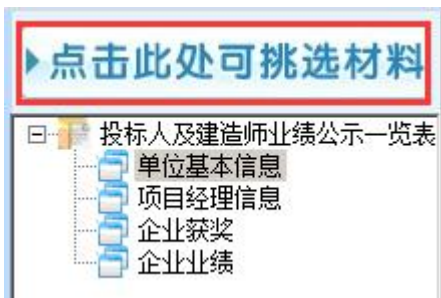 点击此处可挑选材料
投标人及建造师业绩公示一览表
单位基本信息
项目经理信息
企业获奖
企业业绩